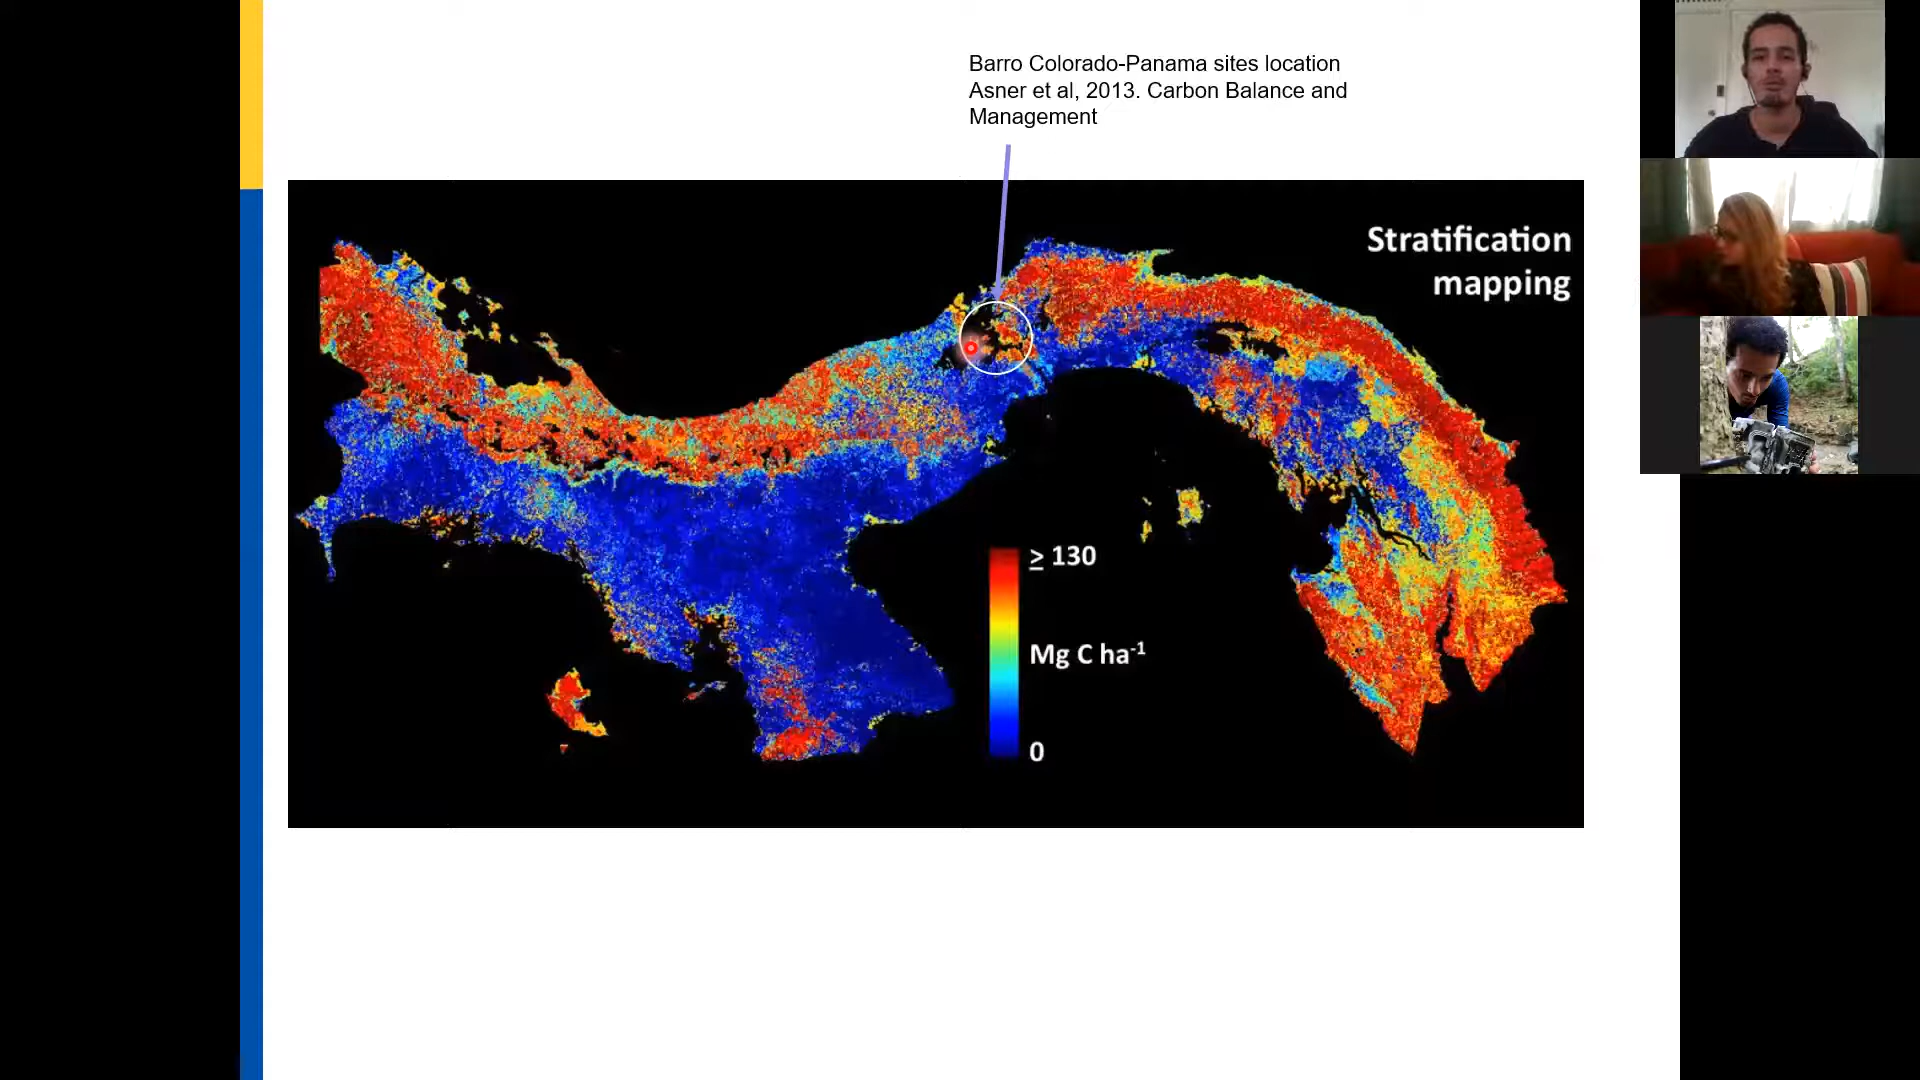 Barro Colorado-Panama sites location
Asner et al, 2013. Carbon Balance and
Management
Stratification
mapping
≥ 130
Mg C ha⁻¹
0